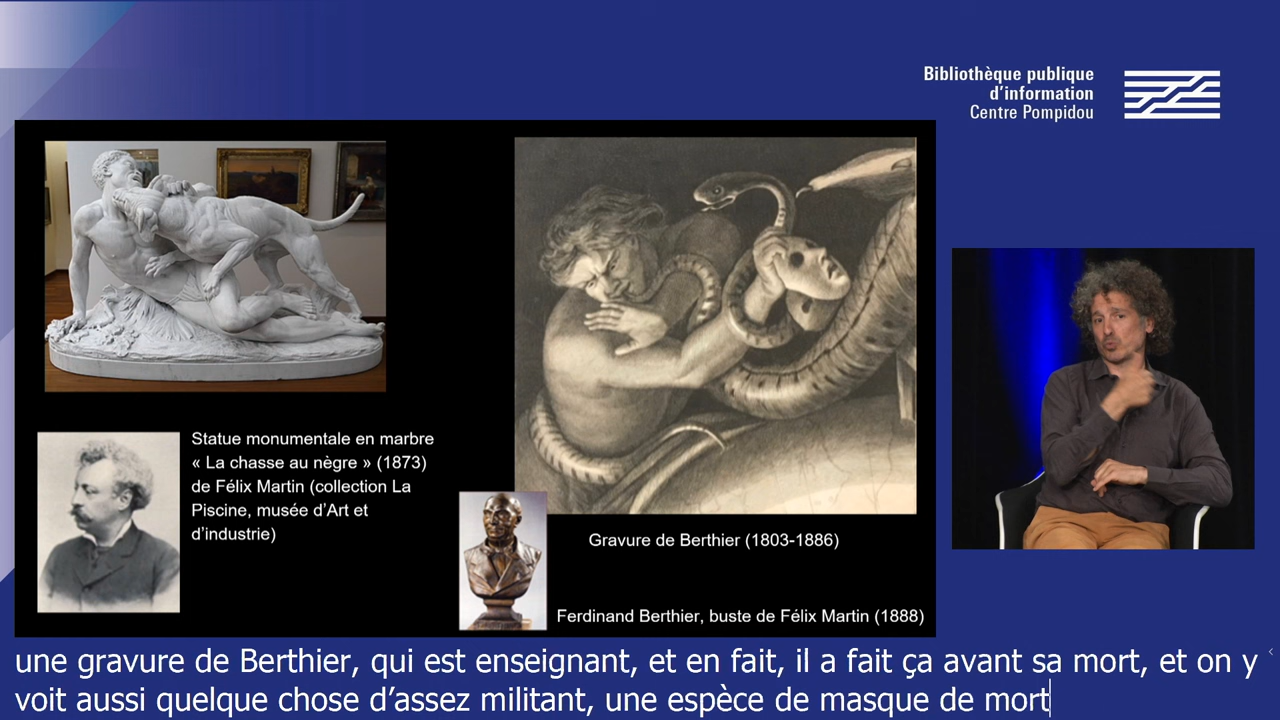 Bibliothèque publique
d'information
Centre Pompidou
Statue monumentale en marbre
« La chasse au nègre » (1873)
de Félix Martin (collection La
Piscine, musée d'Art et
d'industrie)
Gravure de Berthier (1803-1886)
Ferdinand Berthier, buste de Félix Martin (1888)
une gravure de Berthier, qui est enseignant, et en fait, il a fait ça avant sa mort, et on y
voit aussi quelque chose d’assez militant, une espèce de masque de mort